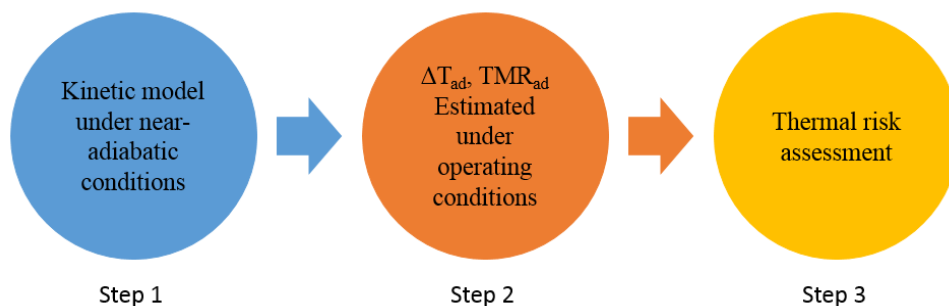 Kinetic model
under near-
adiabatic
conditions
ΔTad, TMRad
Estimated
under
operating
conditions
Thermal risk
assessment
Step 1
Step 2
Step 3